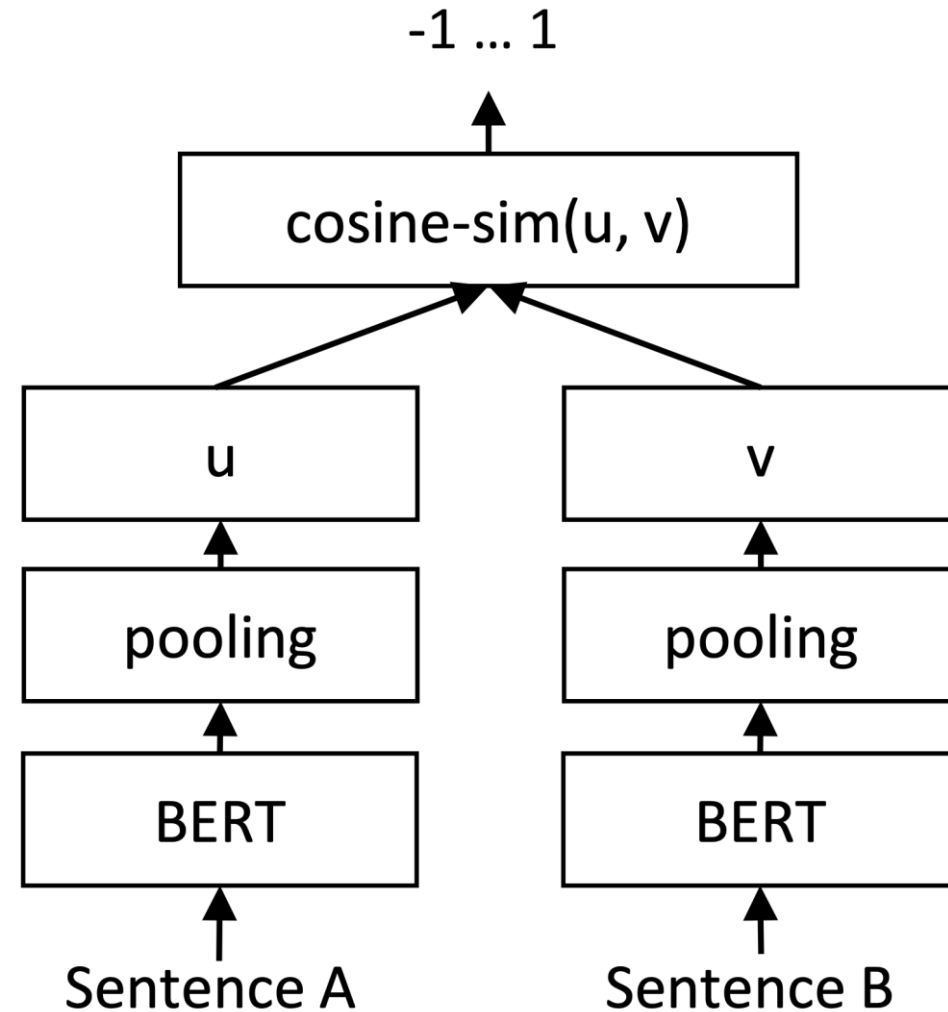 -1 ... 1
cosine-sim(u, v)
u
v
pooling
pooling
BERT
BERT
Sentence A
Sentence B